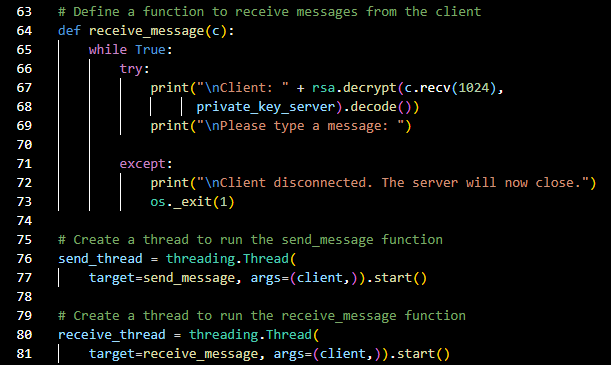 63 # Define a function to receive messages from the client
64 def receive_message(c):
65     while True:
66         try:
67             print("\nClient: " + rsa.decrypt(c.recv(1024),
68                   private_key_server).decode())
69             print("\nPlease type a message: ")
70
71         except:
72             print("\nClient disconnected. The server will now close.")
73             os._exit(1)
74
75 # Create a thread to run the send_message function
76 send_thread = threading.Thread(
77     target=send_message, args=(client,)).start()
78
79 # Create a thread to run the receive_message function
80 receive_thread = threading.Thread(
81     target=receive_message, args=(client,)).start()